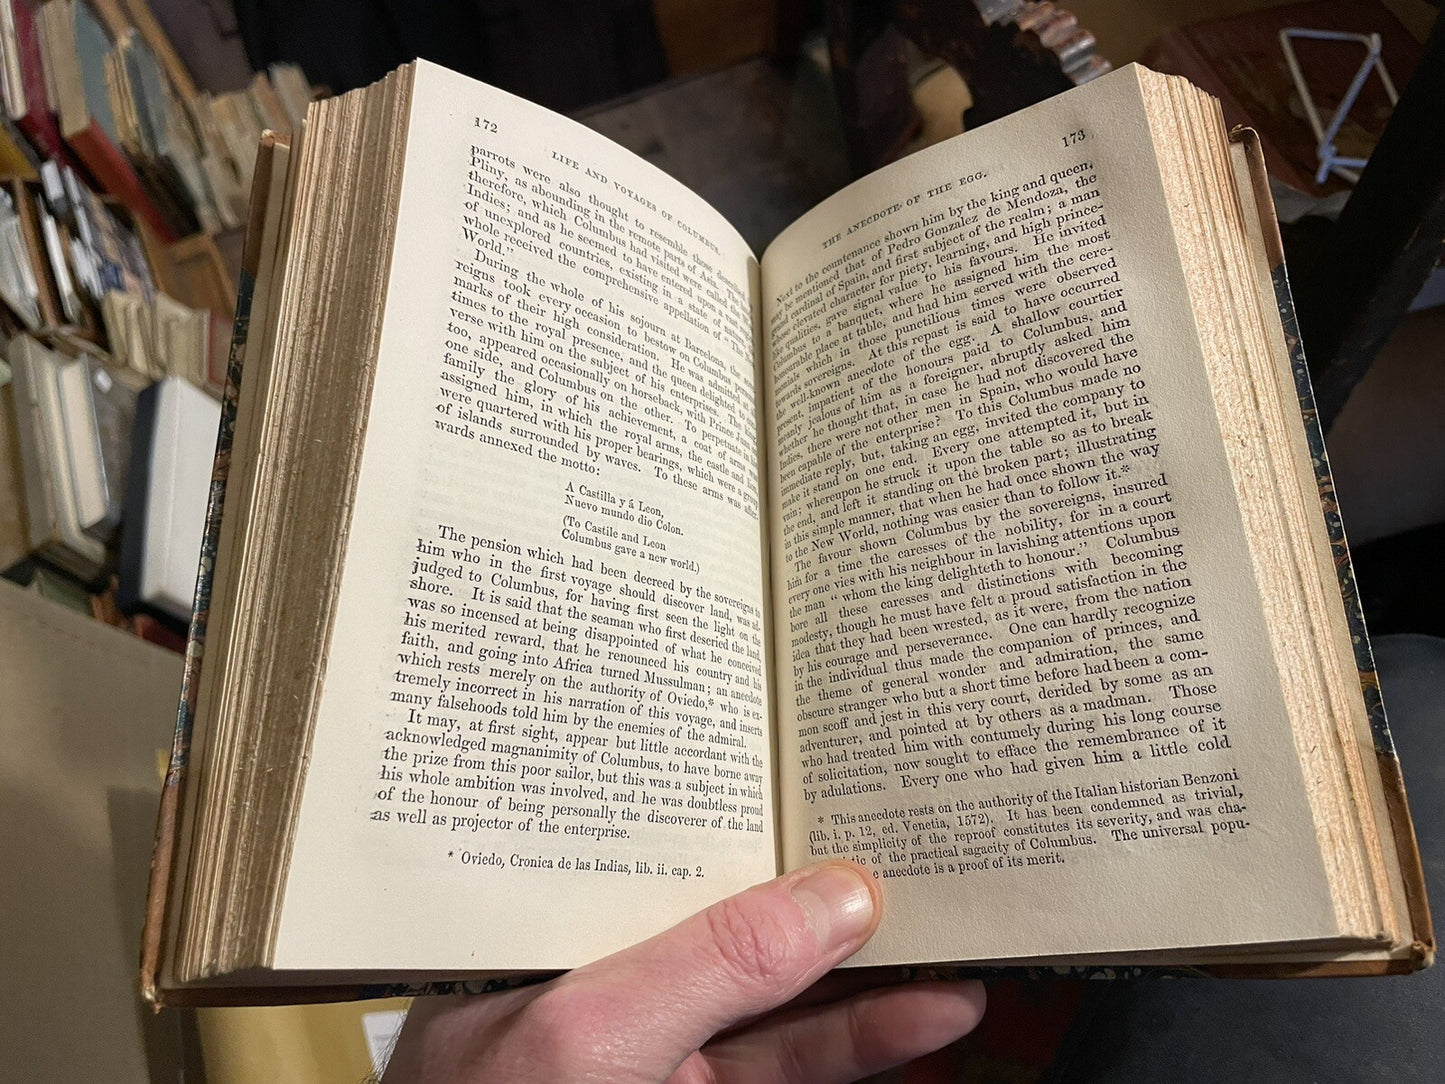 172
LIFE AND VOYAGES OF COLUMBUS.
parrots were also thought to resemble those described
Pliny, as abounding in the remote parts of Asia. The
therefore, which Columbus had visited were called the
Indies; and as he seemed to have entered upon a
of unexplored countries, existing in a state of nature, the
whole received the comprehensive appellation of "The
World."
During the whole of his sojourn at Barcelona, the sove-
reigns took every occasion to bestow on Columbus personal
marks of their high consideration. He was admitted at all
times to the royal presence, and the queen delighted to con-
verse with him on the subject of his enterprises. The king,
too, appeared occasionally on horseback, with Prince Juan on
one side, and Columbus on the other. To perpetuate in his
family the glory of his achievement, a coat of arms was
assigned him, in which the royal arms, the castle and lion,
were quartered with his proper bearings, which were a group
of islands surrounded by waves. To these arms was after-
wards annexed the motto:
A Castilla y á Leon,
Nuevo mundo dio Colon.
(To Castile and Leon
Columbus gave a new world.)
The pension which had been decreed by the sovereigns to
him who in the first voyage should discover land, was ad-
judged to Columbus, for having first seen the light on the
shore. It is said that the seaman who first descried the land,
was so incensed at being disappointed of what he conceived
his merited reward, that he renounced his country and his
faith, and going into Africa turned Mussulman; an anecdote
which rests merely on the authority of Oviedo,* who is ex-
tremely incorrect in his narration of this voyage, and inserts
many falsehoods told him by the enemies of the admiral.
It may, at first sight, appear but little accordant with the
acknowledged magnanimity of Columbus, to have borne away
the prize from this poor sailor, but this was a subject in which
his whole ambition was involved, and he was doubtless proud
of the honour of being personally the discoverer of the land
as well as projector of the enterprise.
* Oviedo, Cronica de las Indias, lib. ii. cap. 2.
173
THE ANECDOTE OF THE EGG.
Next to the countenance shown him by the king and queen,
may be mentioned that of Pedro Gonzalez de Mendoza, the
grand cardinal of Spain, and first subject of the realm; a man
whose elevated character for piety, learning, and high prince-
like qualities, gave signal value to his favours. He invited
Columbus to a banquet, where he assigned him the most
honourable place at table, and had him served with the cere-
monials which in those punctilious times were observed
towards sovereigns. At this repast is said to have occurred
the well-known anecdote of the egg. A shallow courtier
present, impatient of the honours paid to Columbus, and
meanly jealous of him as a foreigner, abruptly asked him
whether he thought that, in case he had not discovered the
Indies, there were not other men in Spain, who would have
been capable of the enterprise? To this Columbus made no
immediate reply, but, taking an egg, invited the company to
make it stand on one end. Every one attempted it, but in
vain; whereupon he struck it upon the table so as to break
the end, and left it standing on the broken part; illustrating
in this simple manner, that when he had once shown the way
to the New World, nothing was easier than to follow it.*
The favour shown Columbus by the sovereigns, insured
him for a time the caresses of the nobility, for in a court
every one vies with his neighbour in lavishing attentions upon
the man "whom the king delighteth to honour." Columbus
bore all these caresses and distinctions with becoming
modesty, though he must have felt a proud satisfaction in the
idea that they had been wrested, as it were, from the nation
by his courage and perseverance. One can hardly recognize
in the individual thus made the companion of princes, and
the theme of general wonder and admiration, the same
obscure stranger who but a short time before had been a com-
mon scoff and jest in this very court, derided by some as an
adventurer, and pointed at by others as a madman. Those
who had treated him with contumely during his long course
of solicitation, now sought to efface the remembrance of it
by adulations. Every one who had given him a little cold
* This anecdote rests on the authority of the Italian historian Benzoni
(lib. i. p. 12, ed. Venetia, 1572). It has been condemned as trivial,
but the simplicity of the reproof constitutes its severity, and was cha-
tic of the practical sagacity of Columbus. The universal popu-
anecdote is a proof of its merit.